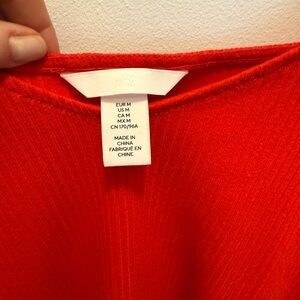 EUR M
US M
CA M
MX M
CN 170/96A
MADE IN
CHINA
FABRIQUÉ EN
CHINE